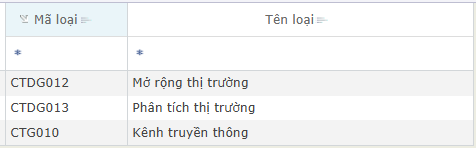 Mã loại Tên loại
* *
CTDG012 Mở rộng thị trường
CTDG013 Phân tích thị trường
CTG010 Kênh truyền thông